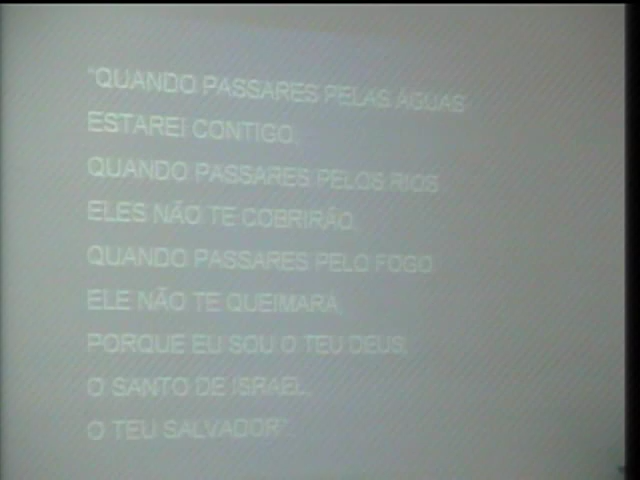 "QUANDO PASSARES PELAS ÁGUAS
ESTAREI CONTIGO,
QUANDO PASSARES PELOS RIOS
ELES NÃO TE COBRIRÃO,
QUANDO PASSARES PELO FOGO
ELE NÃO TE QUEIMARÁ,
PORQUE EU SOU O TEU DEUS,
O SANTO DE ISRAEL,
O TEU SALVADOR".